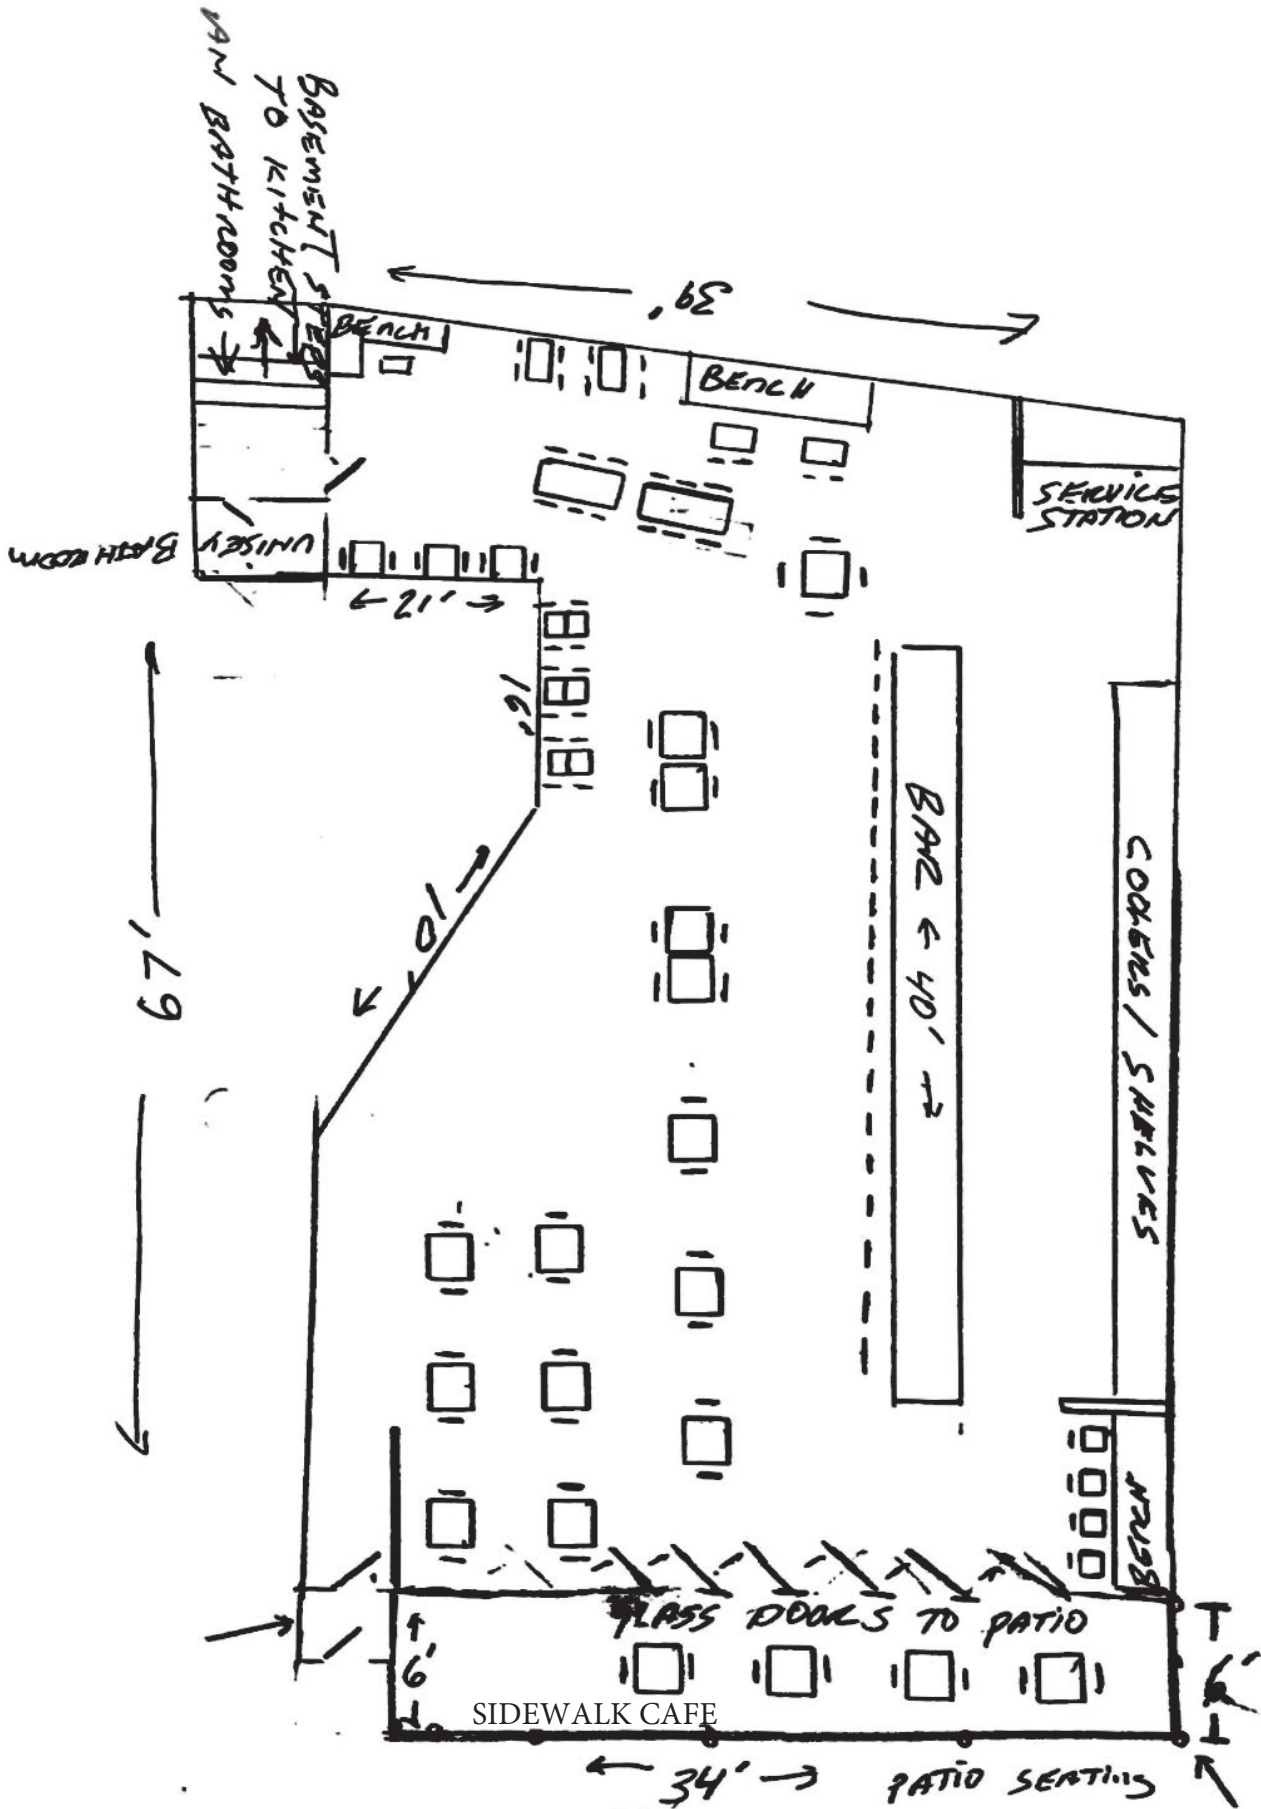 BASEMENT STEPS
TO KITCHEN
AN BATHROOMS
39'
BENCH
BENCH
SERVICE
STATION
UNISEX
BATHROOM
21'
16'
10'
67'
BAR ← 40' →
COOLERS / SHELVES
BENCH
GLASS DOORS TO PATIO
6'
6'
SIDEWALK CAFE
34'
PATIO SEATING